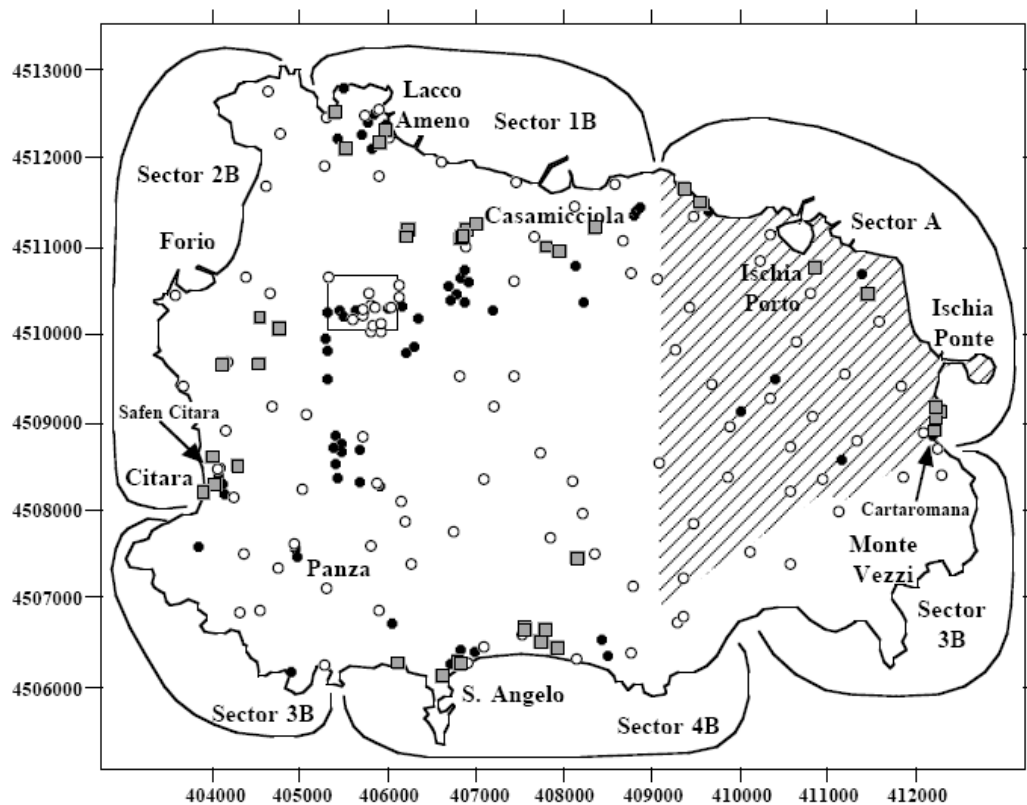 4513000
4512000
4511000
4510000
4509000
4508000
4507000
4506000
4505000
Lacco
Ameno
Sector 1B
Sector 2B
Casamicciola
Sector A
Forio
Ischia
Porto
Ischia
Ponte
Safen Citara
Citara
Cartaromana
Monte
Vezzi
Panza
Sector
3B
S. Angelo
Sector 3B
Sector 4B
404000 405000 406000 407000 408000 409000 410000 411000 412000